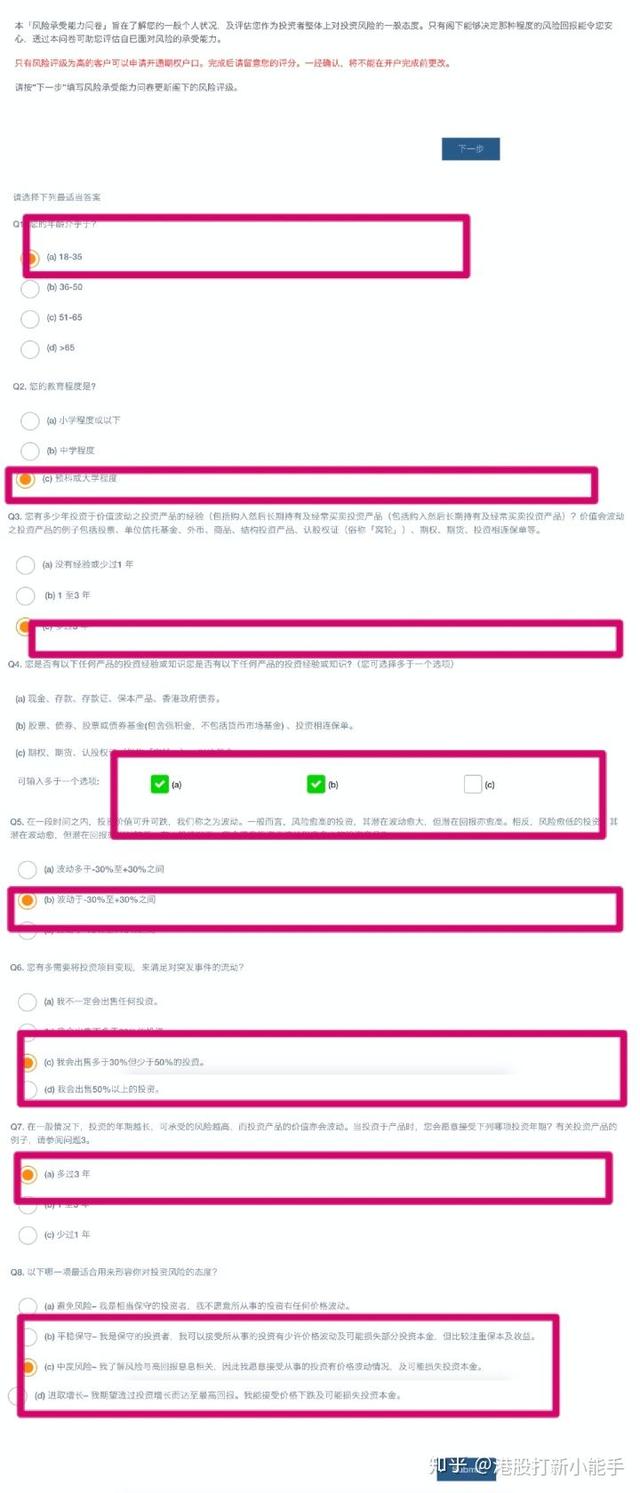 本「风险承受能力问卷」旨在了解您的一般个人状况，及评估您作为投资者整体上对投资风险的一般态度。只有阁下能够决定那种程度的风险回报能令您安
心，透过本问卷可助您评估自已面对风险的承受能力。
只有风险评级为高的客户可以申请开通期权户口。完成后请留意您的评分。一经确认，将不能在开户完成前更改。
请按"下一步"填写风险承受能力问卷更新阁下的风险评级。
下一步
请选择下列最适当答案
Q1 您的年龄介乎于？
(a) 18-35
(b) 36-50
(c) 51-65
(d) >65
Q2. 您的教育程度是?
(a) 小学程度或以下
(b) 中学程度
(c) 预科或大学程度
Q3. 您有多少年投资于价值波动之投资产品的经验（包括购入然后长期持有及经常买卖投资产品（包括购入然后长期持有及经常买卖投资产品）？价值会波动
之投资产品的例子包括股票、单位信托基金、外币、商品、结构投资产品、认股权证（俗称「窝轮」）、期权、期货、投资相连保单等。
(a) 没有经验或少过1 年
(b) 1 至3 年
Q4. 您是否有以下任何产品的投资经验或知识您是否有以下任何产品的投资经验或知识?（您可选择多于一个选项）
(a) 现金、存款、存款证、保本产品、香港政府债券。
(b) 股票、债券、股票或债券基金(包含强积金，不包括货币市场基金）、投资相连保单。
(c) 期权、期货、认股权
可输入多于一个选项:
(a)
(b)
(c)
Q5. 在一段时间之内，投资价值可升可跌，我们称之为波动。一般而言，风险愈高的投资，其潜在波动愈大，但潜在回报亦愈高。相反，风险愈低的投资，其
潜在波动愈，但潜在回报
(a) 波动多于-30%至+30%之间
(b) 波动于-30%至+30%之间
Q6. 您有多需要将投资项目变现，来满足对突发事件的流动?
(a) 我不一定会出售任何投资。
(c) 我会出售多于30%但少于50%的投资。
(d) 我会出售50%以上的投资。
Q7. 在一般情况下，投资的年期越长，可承受的风险越高，而投资产品的价值亦会波动。当投资于产品时，您会愿意接受下列哪项投资年期？有关投资产品的
例子，请参阅问题3。
(a) 多过3 年
(b) 1 至3 年
(c) 少过1 年
Q8. 以下哪一项最适合用来形容你对投资风险的态度?
(a) 避免风险– 我是相当保守的投资者，我不愿意所从事的投资有任何价格波动。
(b) 平稳保守– 我是保守的投资者，我可以接受所从事的投资有少许价格波动及可能损失部分投资本金，但比较注重保本及收益。
(c) 中度风险– 我了解风险与高回报息息相关，因此我愿意接受从事的投资有价格波动情况，及可能损失投资本金。
(d) 进取增长– 我期望透过投资增长而达至最高回报。我能接受价格下跌及可能损失投资本金。
知乎 @港股打新小能手